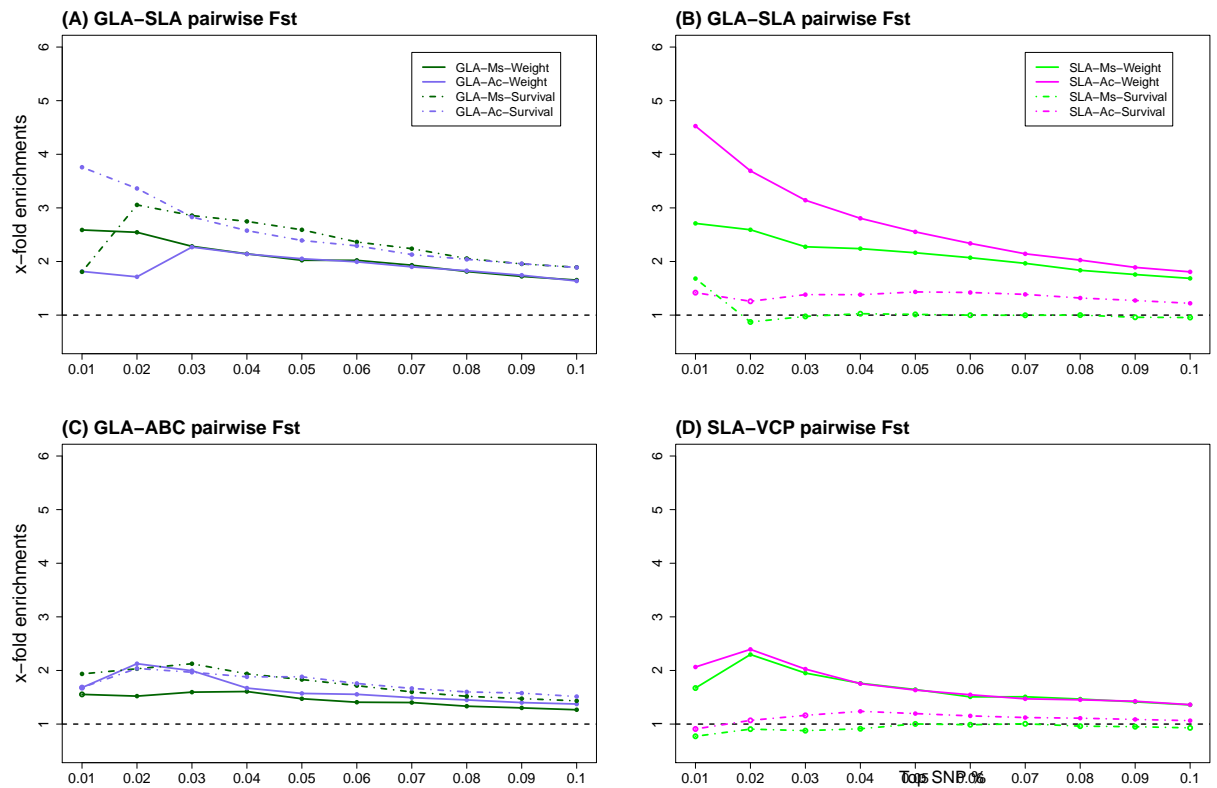 (A) GLA−SLA pairwise Fst
x−fold enrichments
6
5
4
3
2
1
GLA−Ms−Weight
GLA−Ac−Weight
GLA−Ms−Survival
GLA−Ac−Survival
0.01 0.02 0.03 0.04 0.05 0.06 0.07 0.08 0.09 0.1
(B) GLA−SLA pairwise Fst
6
5
4
3
2
1
SLA−Ms−Weight
SLA−Ac−Weight
SLA−Ms−Survival
SLA−Ac−Survival
0.01 0.02 0.03 0.04 0.05 0.06 0.07 0.08 0.09 0.1
(C) GLA−ABC pairwise Fst
x−fold enrichments
6
5
4
3
2
1
0.01 0.02 0.03 0.04 0.05 0.06 0.07 0.08 0.09 0.1
(D) SLA−VCP pairwise Fst
6
5
4
3
2
1
0.01 0.02 0.03 0.04 0.05 0.06 0.07 0.08 0.09 0.1
Top SNP %